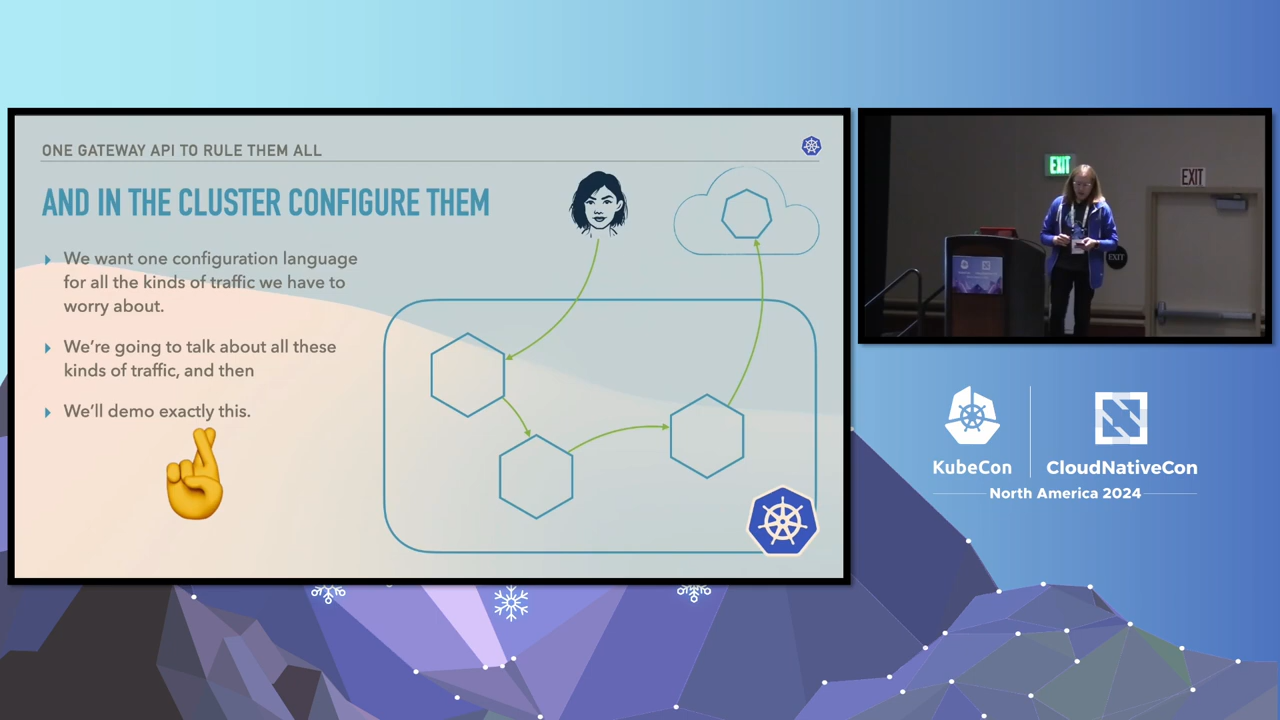 ONE GATEWAY API TO RULE THEM ALL
AND IN THE CLUSTER CONFIGURE THEM
We want one configuration language
for all the kinds of traffic we have to
worry about.
We’re going to talk about all these
kinds of traffic, and then
We’ll demo exactly this.
EXIT
EXIT
EXIT
KubeCon
CloudNativeCon
North America 2024